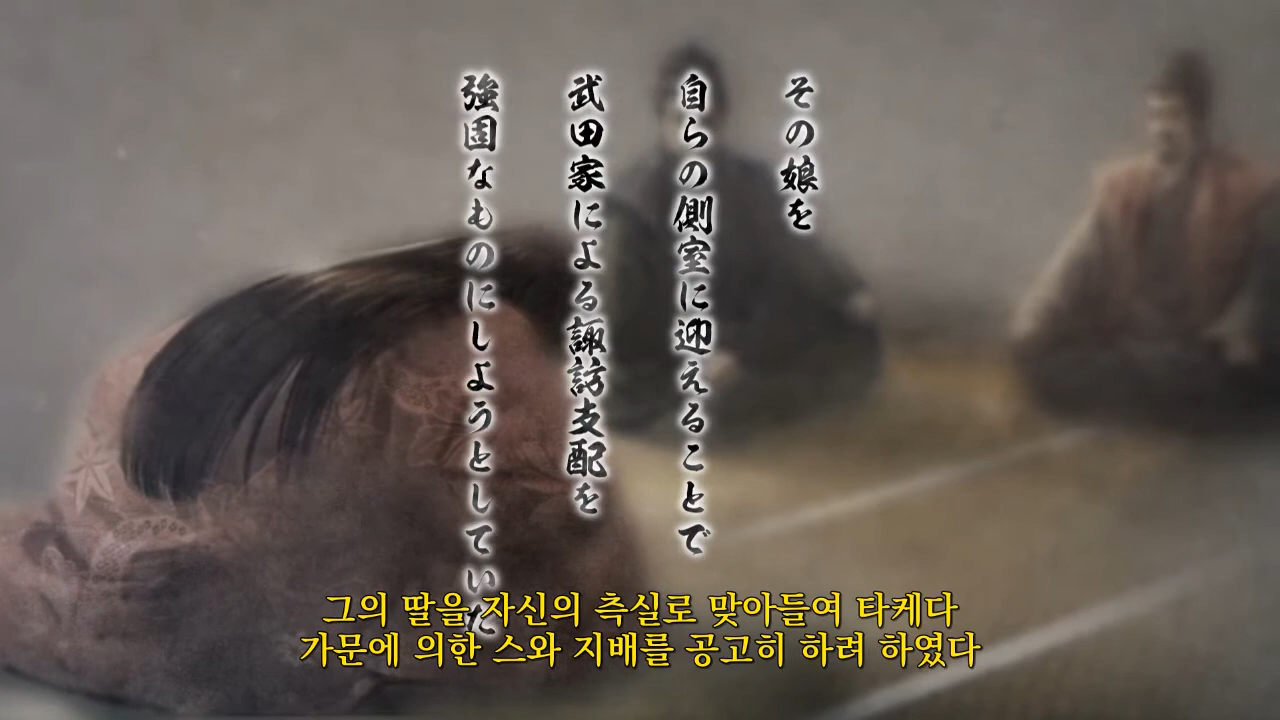 その娘を
自らの側室に迎えることで
武田家による諏訪支配を
強固なものにしようとしていた
그의 딸을 자신의 측실로 맞아들여 타케다
가문에 의한 스와 지배를 공고히 하려 하였다